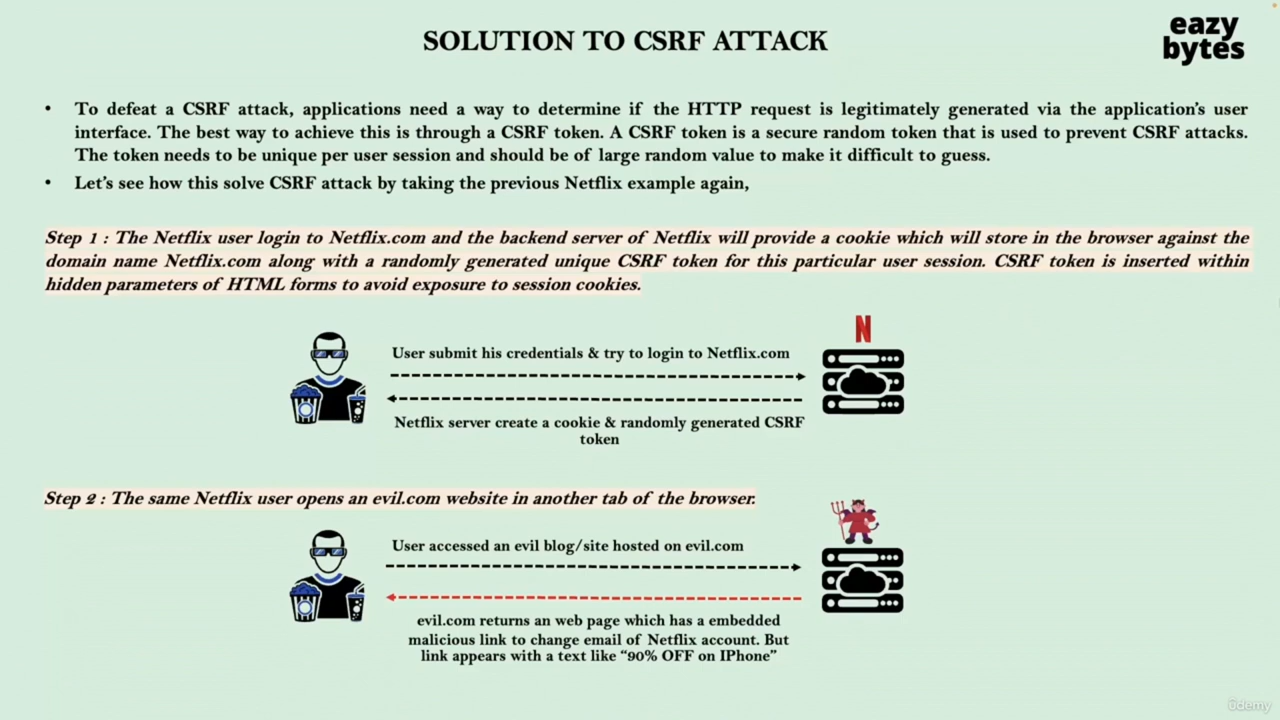 eazy
bytes
SOLUTION TO CSRF ATTACK
• To defeat a CSRF attack, applications need a way to determine if the HTTP request is legitimately generated via the application's user
interface. The best way to achieve this is through a CSRF token. A CSRF token is a secure random token that is used to prevent CSRF attacks.
The token needs to be unique per user session and should be of large random value to make it difficult to guess.
• Let's see how this solve CSRF attack by taking the previous Netflix example again,
Step 1 : The Netflix user login to Netflix.com and the backend server of Netflix will provide a cookie which will store in the browser against the
domain name Netflix.com along with a randomly generated unique CSRF token for this particular user session. CSRF token is inserted within
hidden parameters of HTML forms to avoid exposure to session cookies.
N
User submit his credentials & try to login to Netflix.com
Netflix server create a cookie & randomly generated CSRF
token
Step 2 : The same Netflix user opens an evil.com website in another tab of the browser.
User accessed an evil blog/site hosted on evil.com
evil.com returns an web page which has a embedded
malicious link to change email of Netflix account. But
link appears with a text like “90% OFF on IPhone”
ûdemy